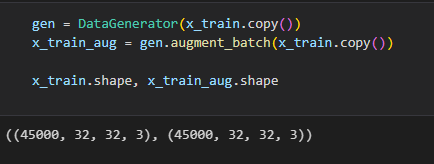 gen = DataGenerator(x_train.copy())
x_train_aug = gen.augment_batch(x_train.copy())
x_train.shape, x_train_aug.shape
((45000, 32, 32, 3), (45000, 32, 32, 3))